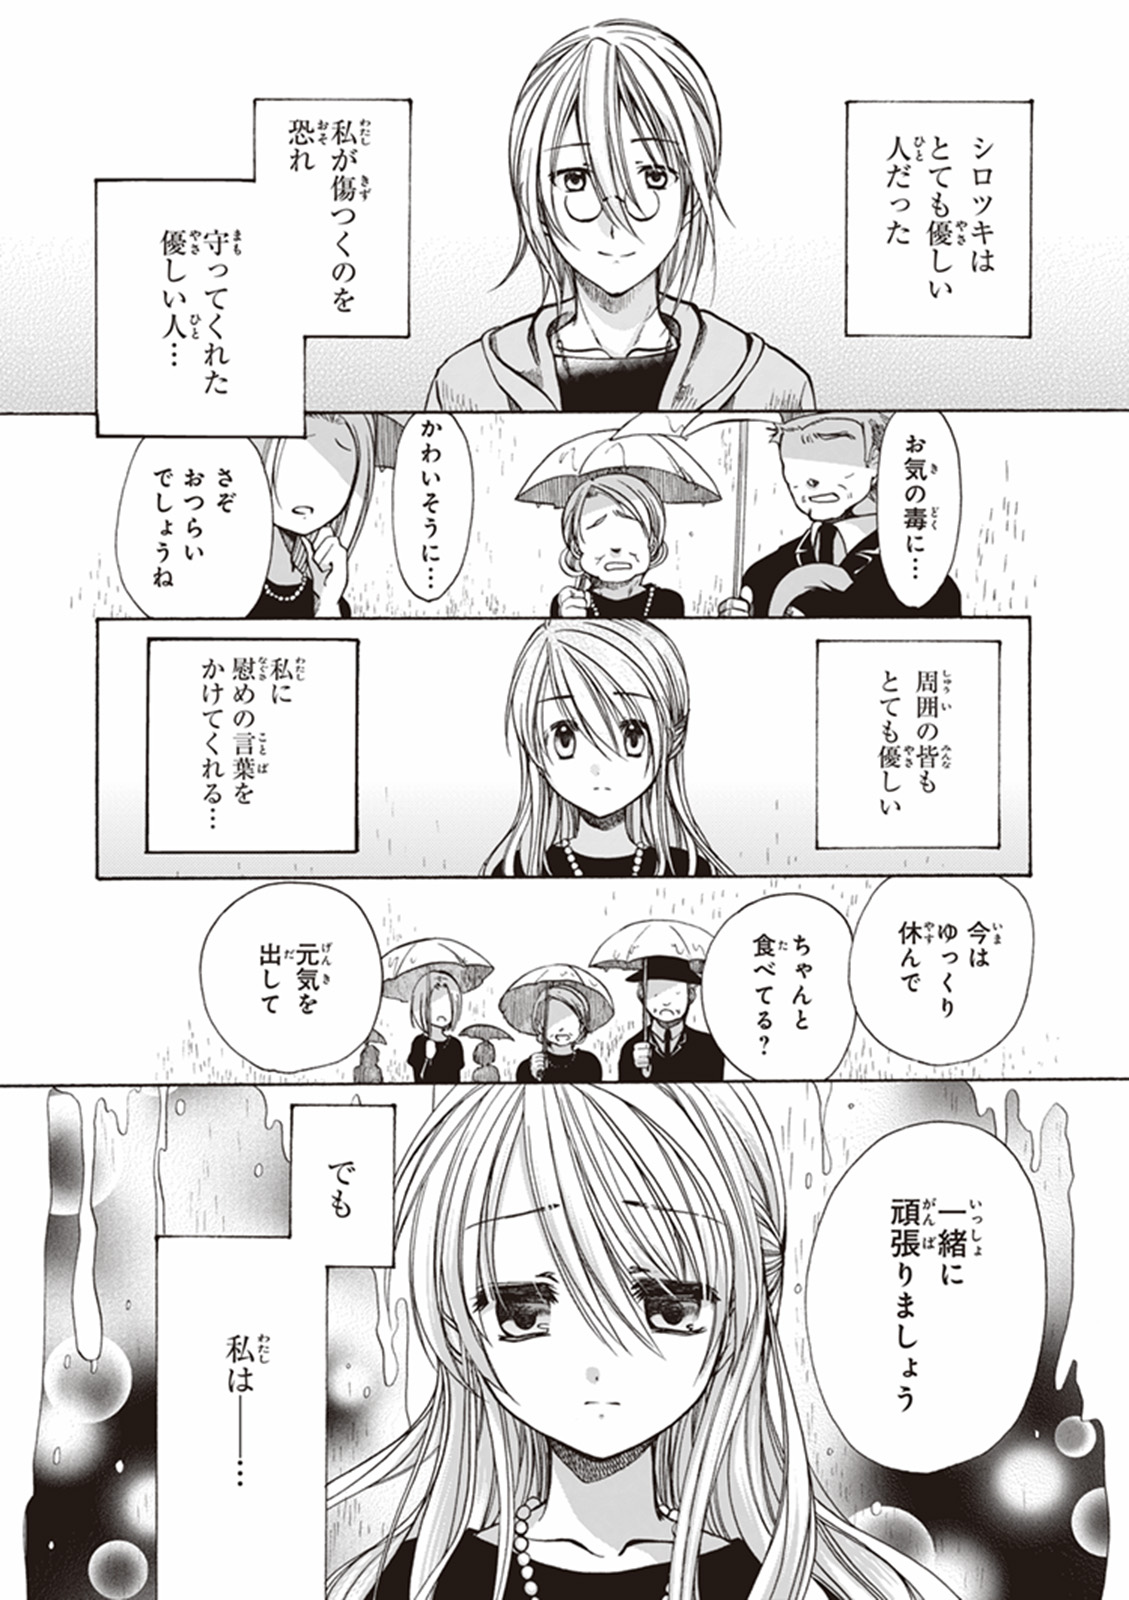 シロツキは
とても優しい
人だった
私が傷つくのを
恐れ
守ってくれた
優しい人…
お気の毒に…
かわいそうに…
さぞ
おつらい
でしょうね
周囲の皆も
とても優しい
私に
慰めの言葉を
かけてくれる…
今は
ゆっくり
休んで
ちゃんと
食べてる?
元気を
出して
一緒に
頑張りましょう
でも
私は――…